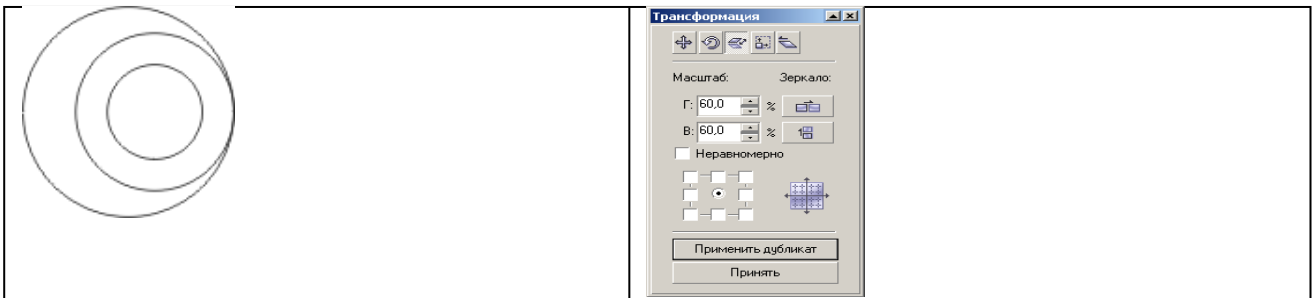 Трансформация
Масштаб: Зеркало:
Г: 60,0 %
В: 60,0 %
Неравномерно
Применить дубликат
Принять